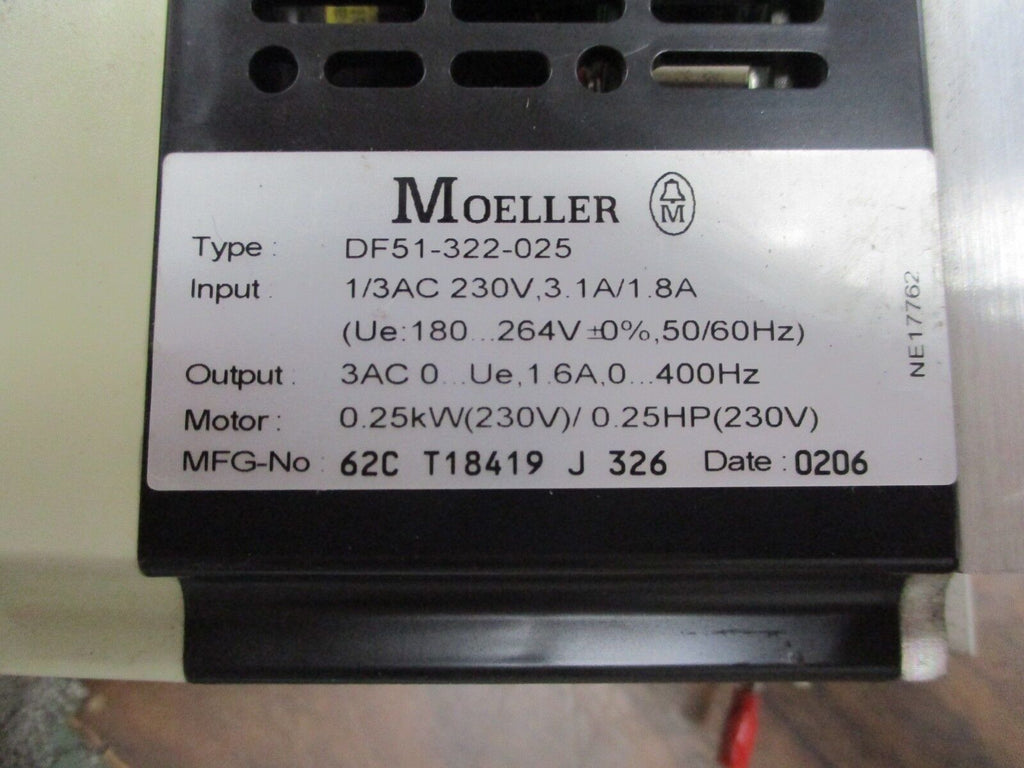 MOELLER M
Type : DF51-322-025
Input 1/3AC 230V,3.1A/1.8A
(Ue:180...264V ±0%,50/60Hz)
Output : 3AC 0...Ue,1.6A,0...400Hz
Motor : 0.25kW(230V)/ 0.25HP(230V)
MFG-No : 62C T18419 J 326 Date : 0206
NE17762